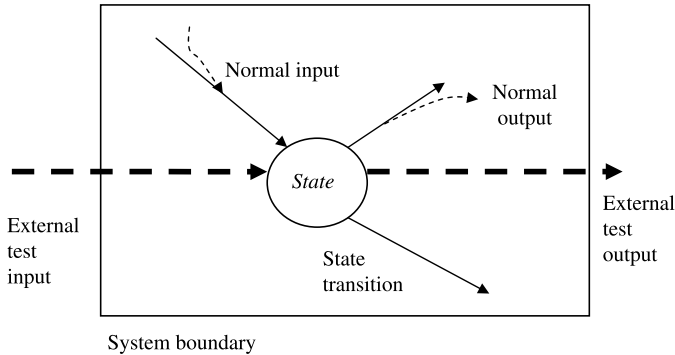 Normal input
Normal
output
State
External
test
input
External
test
output
State
transition
System boundary